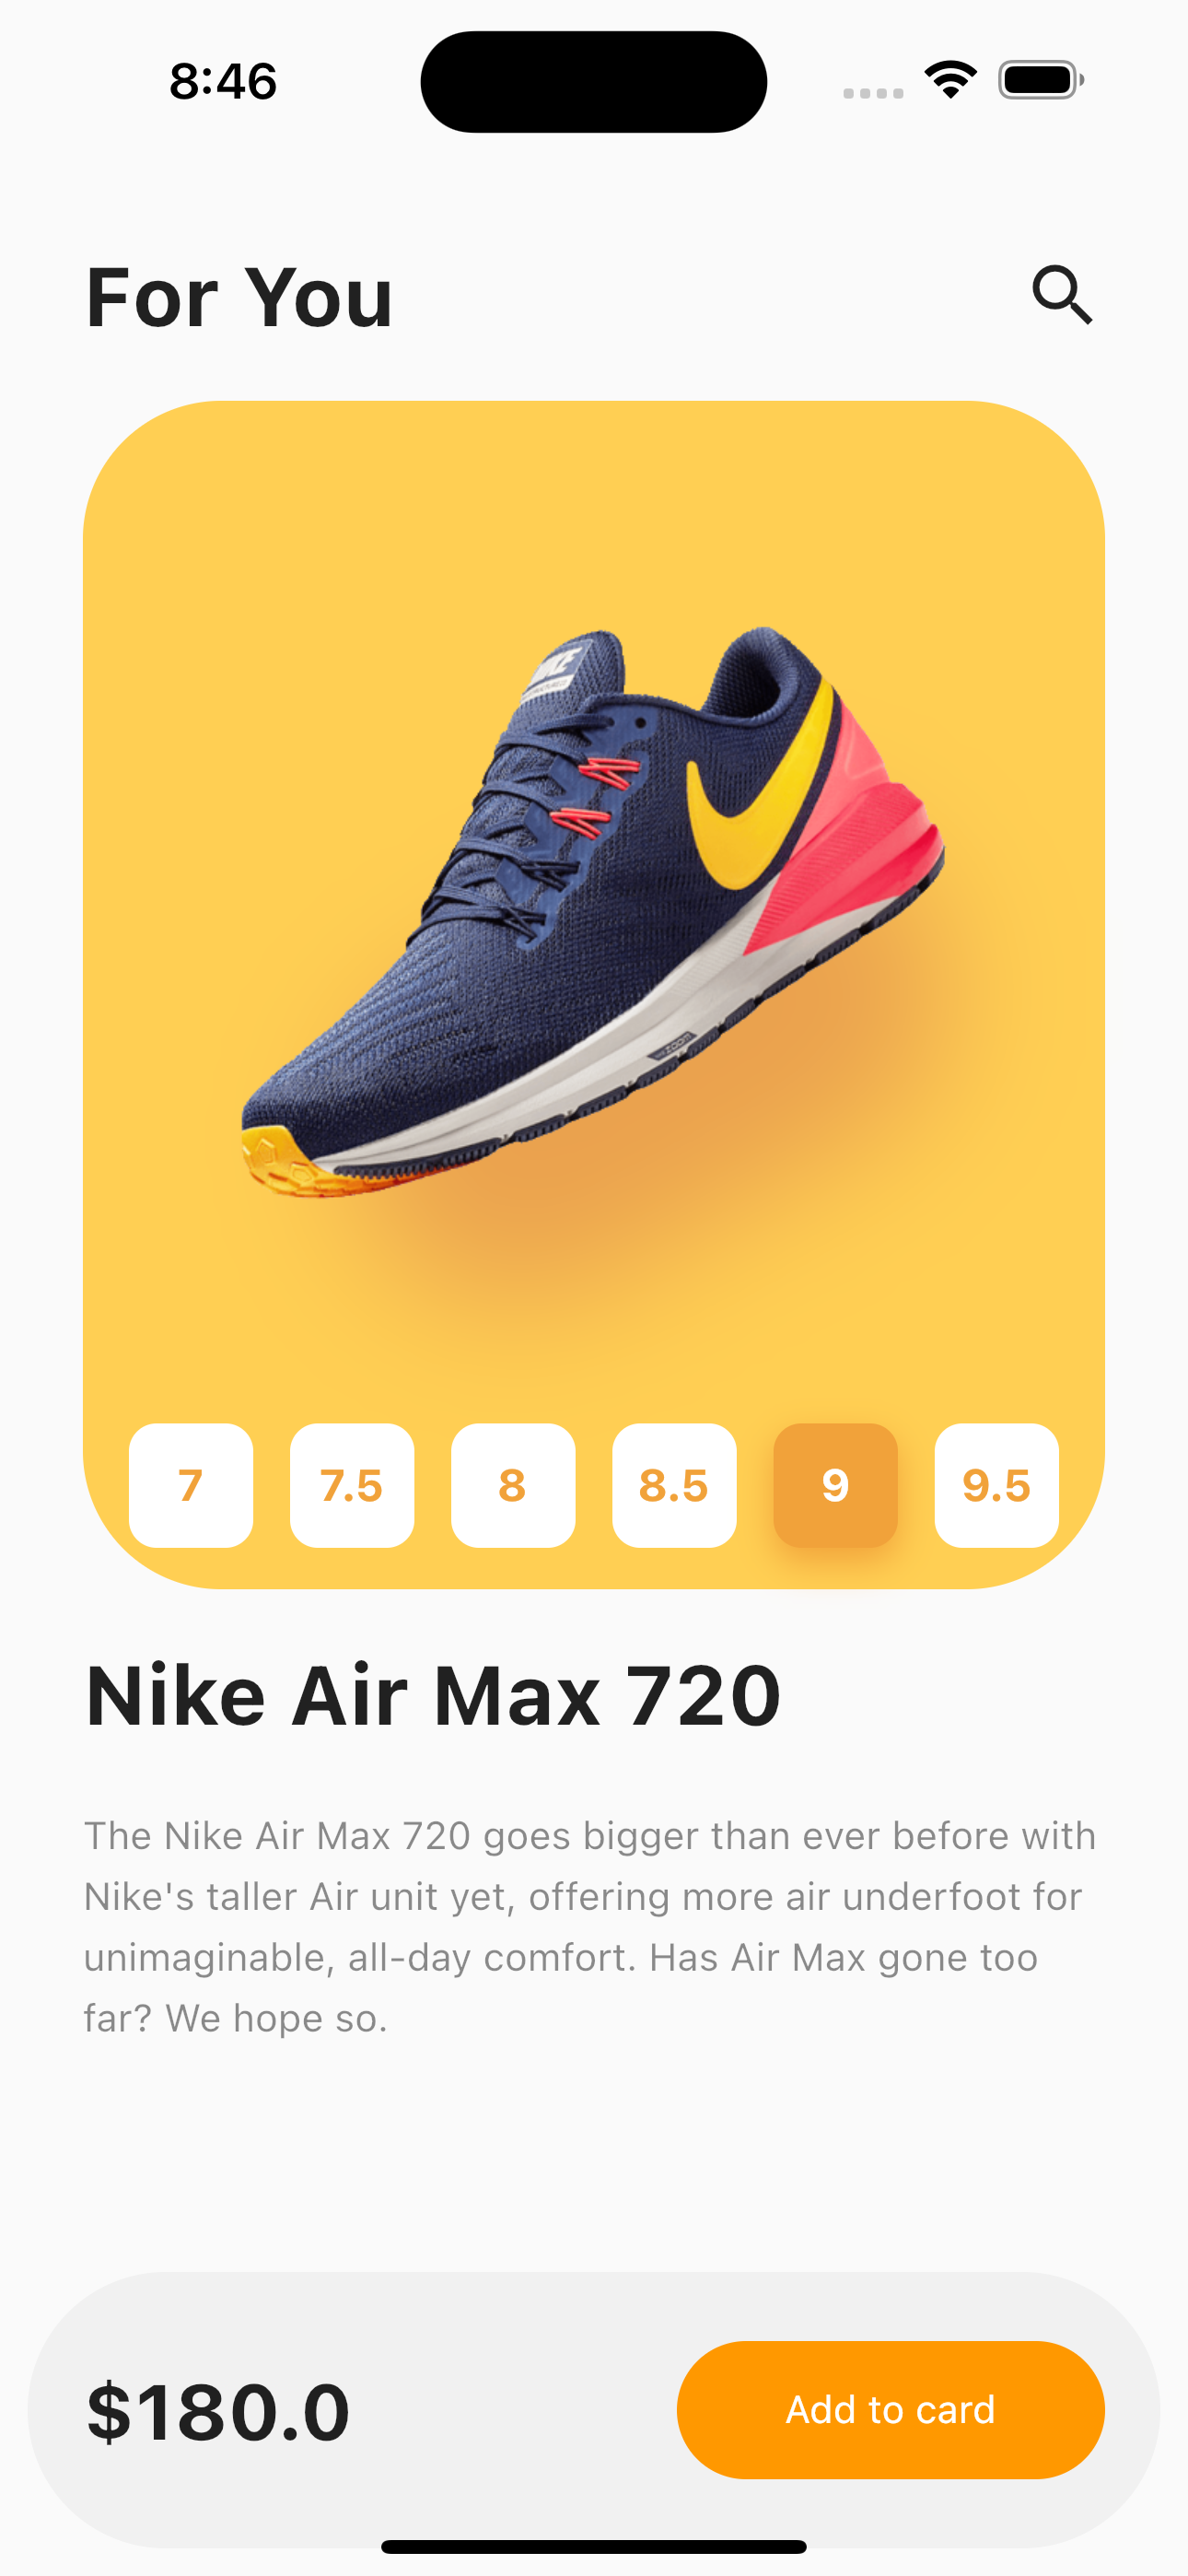 8:46
For You
NIKE
ZOOM
7 7.5 8 8.5 9 9.5
Nike Air Max 720
The Nike Air Max 720 goes bigger than ever before with
Nike's taller Air unit yet, offering more air underfoot for
unimaginable, all-day comfort. Has Air Max gone too
far? We hope so.
$180.0
Add to card